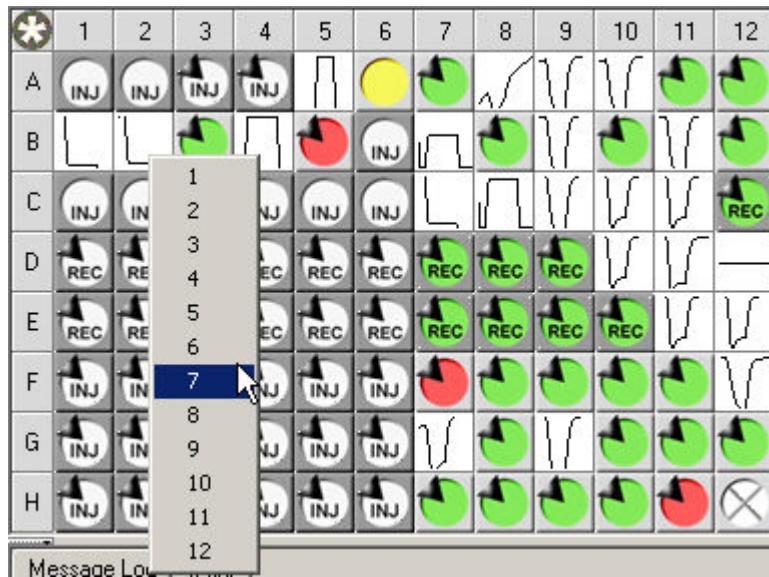 1 2 3 4 5 6 7 8 9 10 11 12
A INJ INJ INJ INJ
B INJ
C INJ INJ INJ REC
D REC REC REC REC REC REC
E REC REC REC REC REC REC REC
F INJ INJ INJ
G INJ INJ INJ
H INJ INJ INJ
1
2
3
4
5
6
7
8
9
10
11
12
Message Log